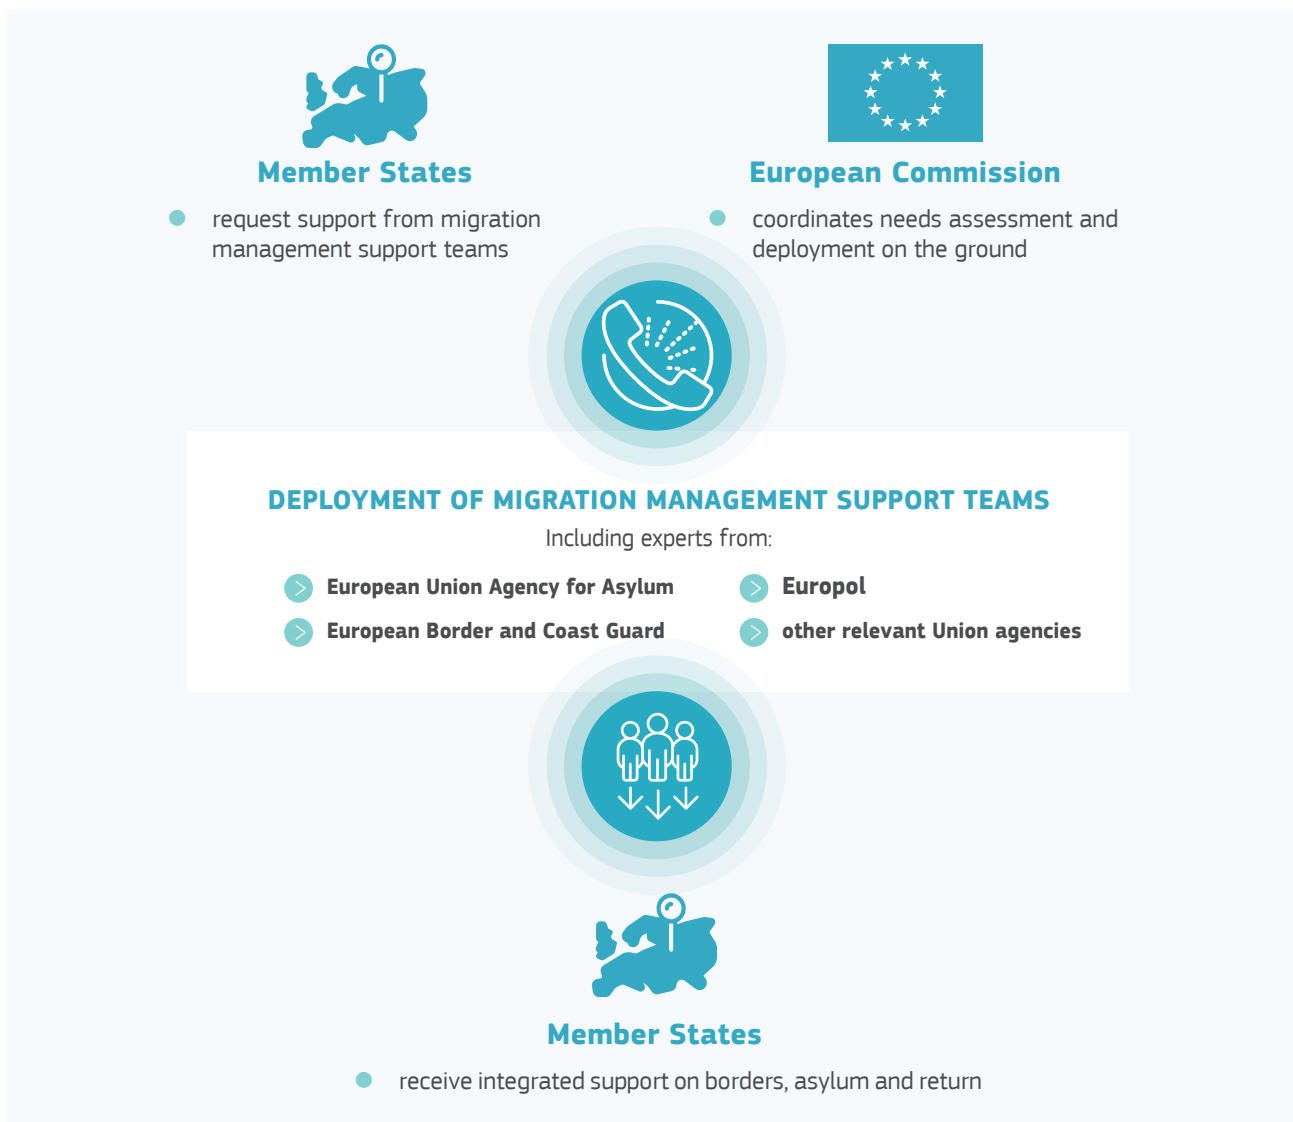 Member States
request support from migration
management support teams
European Commission
coordinates needs assessment and
deployment on the ground
DEPLOYMENT OF MIGRATION MANAGEMENT SUPPORT TEAMS
Including experts from:
European Union Agency for Asylum
European Border and Coast Guard
Europol
other relevant Union agencies
Member States
receive integrated support on borders, asylum and return